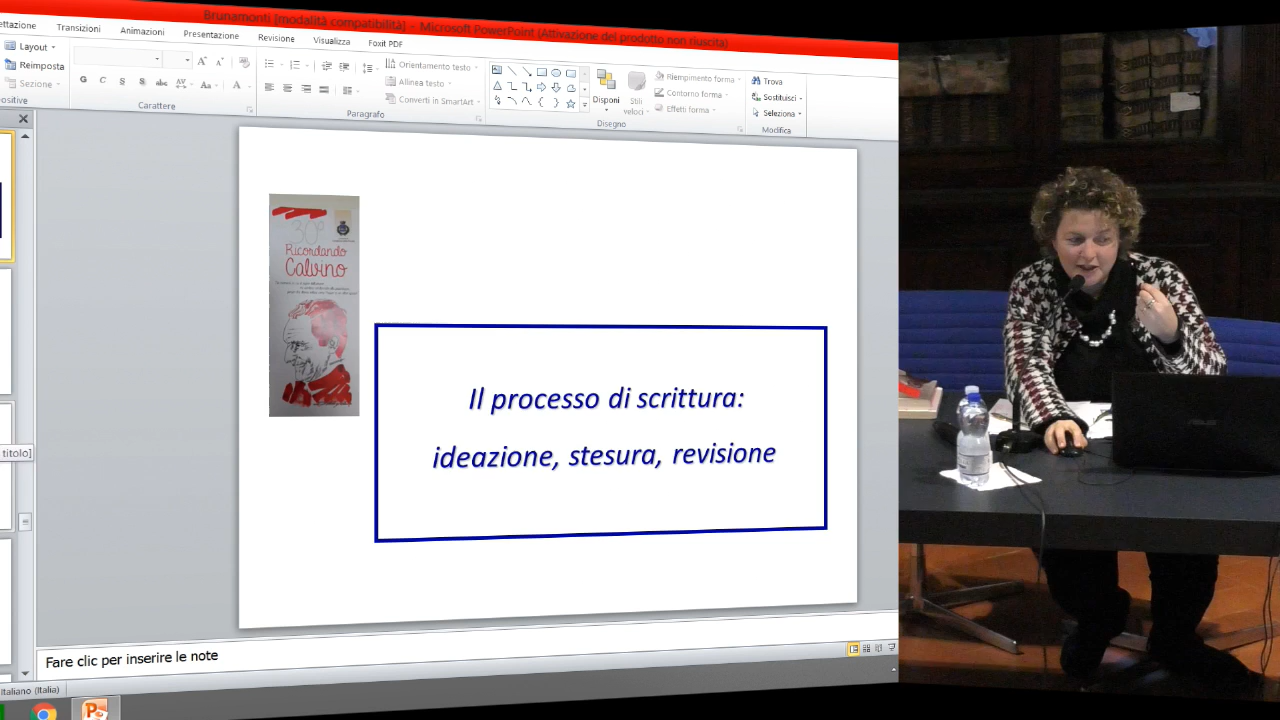 Brunamonti [modalità compatibilità] - Microsoft PowerPoint (Attivazione del prodotto non riuscita)
Transizioni Animazioni Presentazione Revisione Visualizza Foxit PDF
Layout
Reimposta
Sezione
Orientamento testo
Allinea testo
Converti in SmartArt
Disponi
Stili veloci
Riempimento forma
Contorno forma
Effetti forma
Trova
Sostituisci
Seleziona
Carattere Paragrafo Disegno Modifica
30°
Ricordando
Calvino
Il processo di scrittura:
ideazione, stesura, revisione
titolo]
Fare clic per inserire le note
Italiano (Italia)
ASUS